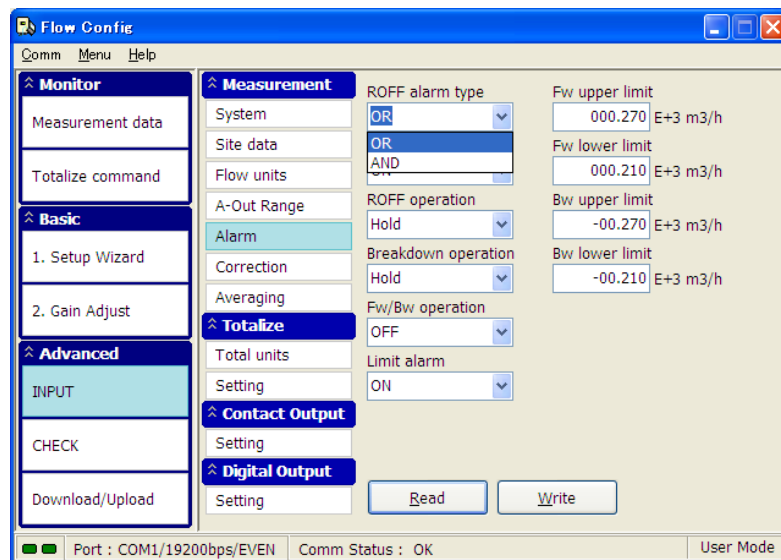 Flow Config
Comm Menu Help
Monitor
Measurement data
Totalize command
Basic
1. Setup Wizard
2. Gain Adjust
Advanced
INPUT
CHECK
Download/Upload
Measurement
System
Site data
Flow units
A-Out Range
Alarm
Correction
Averaging
Totalize
Total units
Setting
Contact Output
Setting
Digital Output
Setting
ROFF alarm type
OR
OR
AND
ROFF operation
Hold
Breakdown operation
Hold
Fw/Bw operation
OFF
Limit alarm
ON
Fw upper limit
000.270 E+3 m3/h
Fw lower limit
000.210 E+3 m3/h
Bw upper limit
-00.270 E+3 m3/h
Bw lower limit
-00.210 E+3 m3/h
Read Write
Port : COM1/19200bps/EVEN Comm Status : OK User Mode